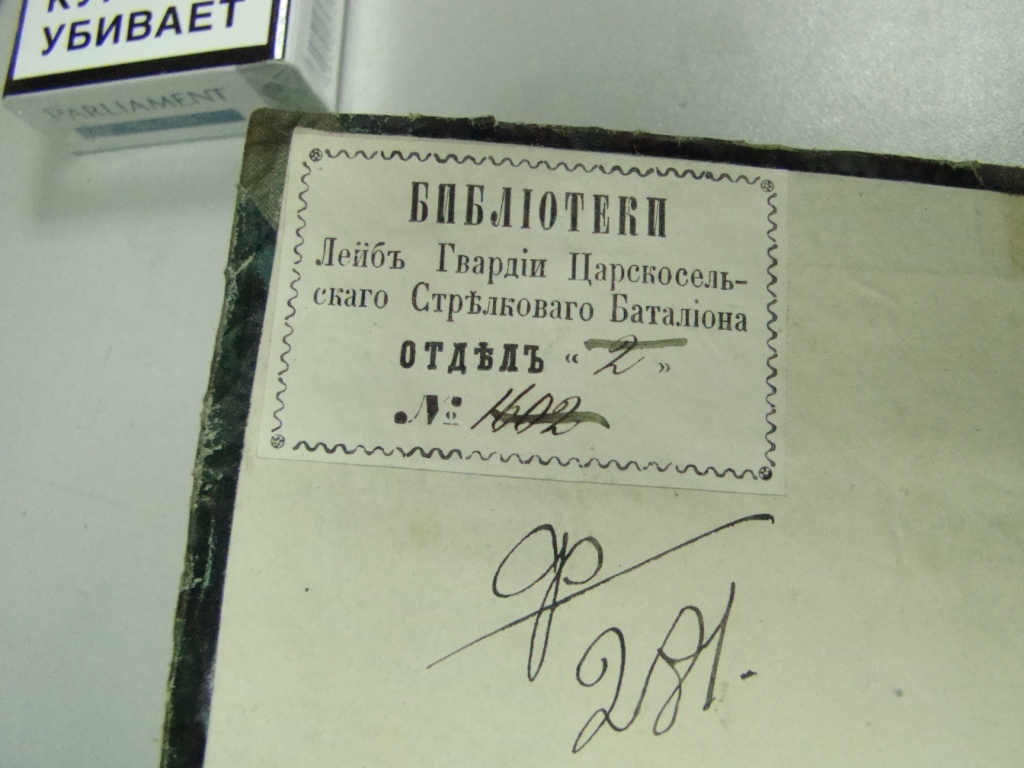 УБИВАЕТ
PARLIAMENT
БИБЛІОТЕКИ
Лейбъ Гвардіи Царскосель-
скаго Стрѣлковаго Баталіона
ОТДѢЛЪ « 2 »
№ 1602
Ф
281.